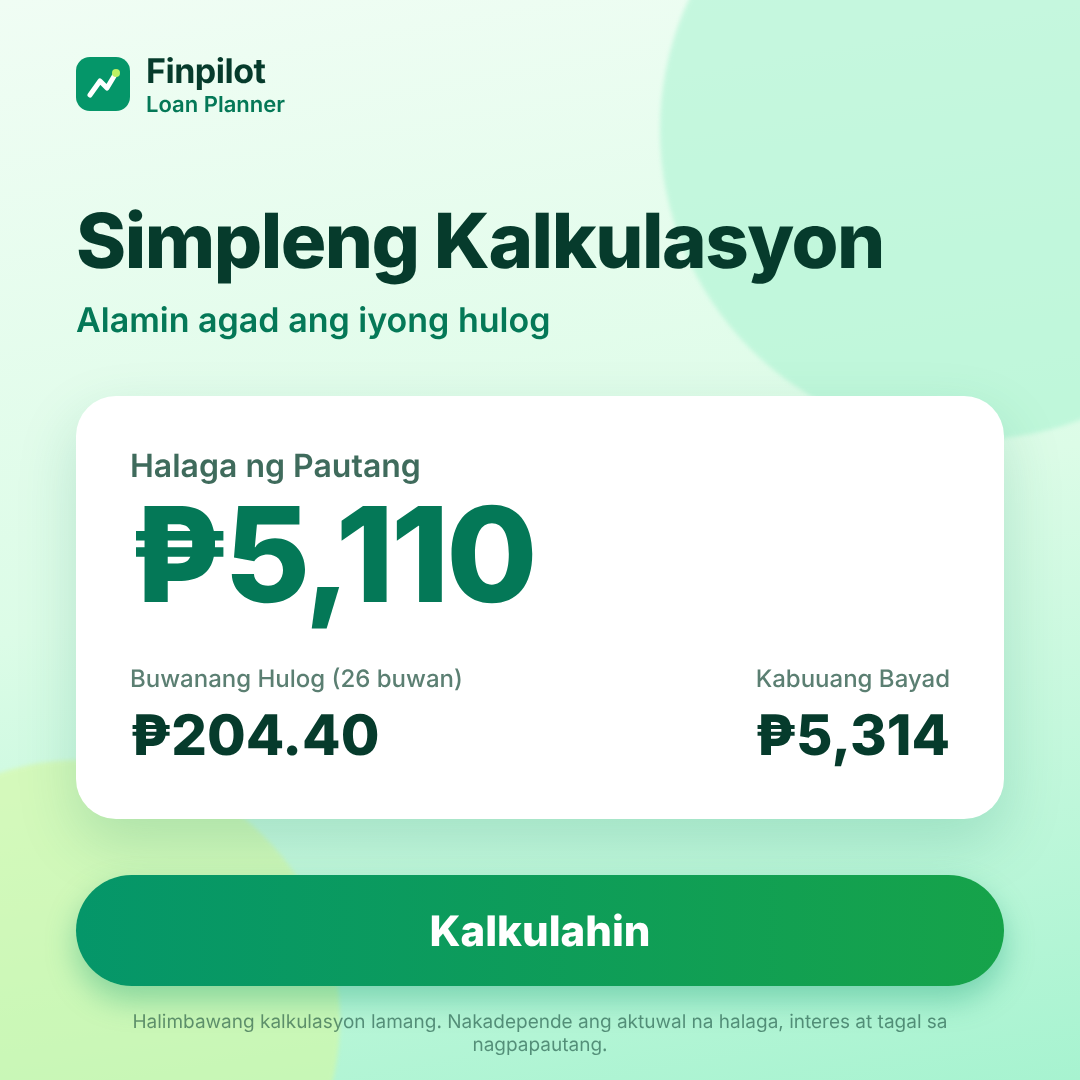 Finpilot
Loan Planner
Simpleng Kalkulasyon
Alamin agad ang iyong hulog
Halaga ng Pautang
₱5,110
Buwanang Hulog (26 buwan)
₱204.40
Kabuuang Bayad
₱5,314
Kalkulahin
Halimbawang kalkulasyon lamang. Nakadepende ang aktuwal na halaga, interes at tagal sa
nagpapautang.